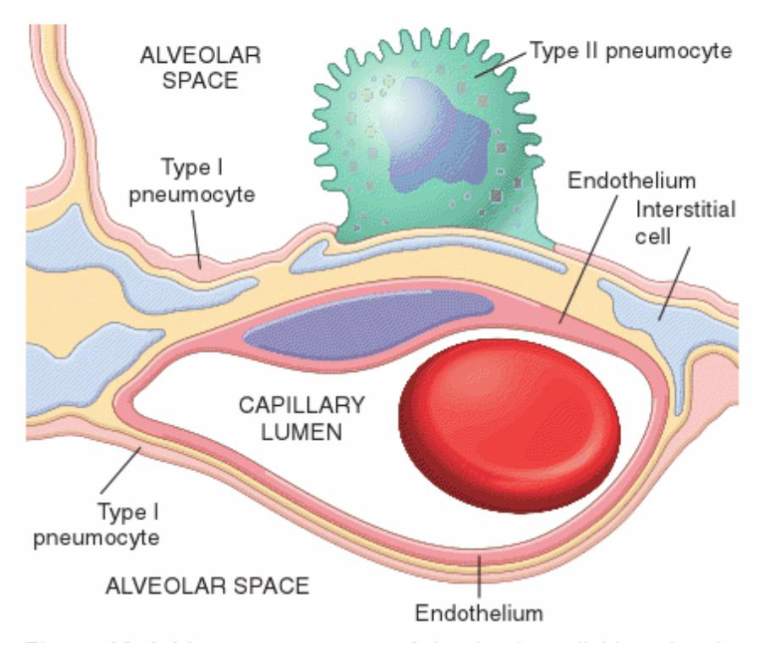 ALVEOLAR
SPACE
Type II pneumocyte
Type I
pneumocyte
Endothelium
Interstitial
cell
CAPILLARY
LUMEN
Type I
pneumocyte
ALVEOLAR SPACE
Endothelium